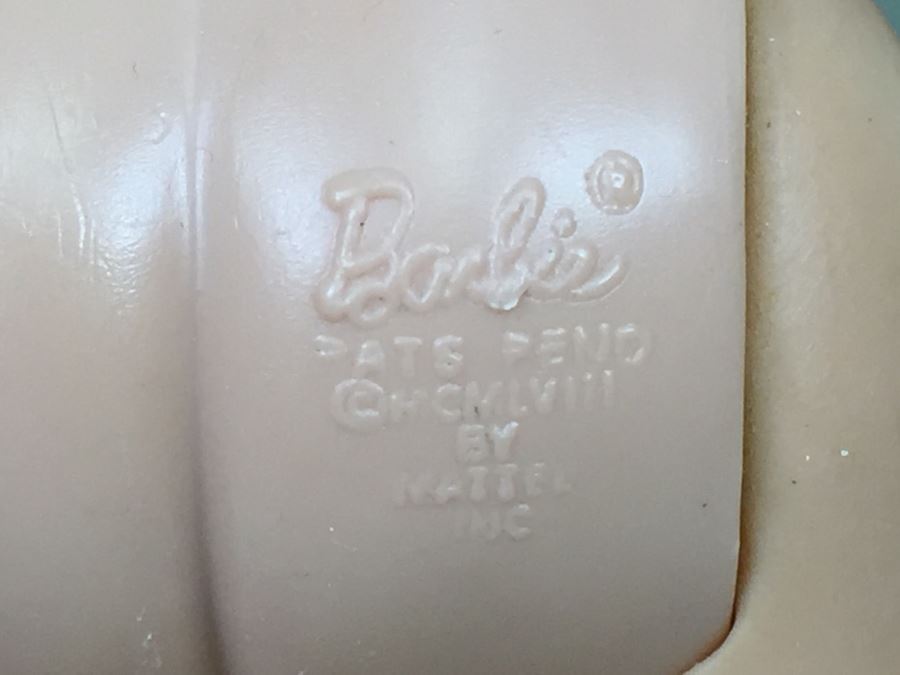 Barbie®
PATS PEND
©MCMLVIII
BY
MATTEL
INC